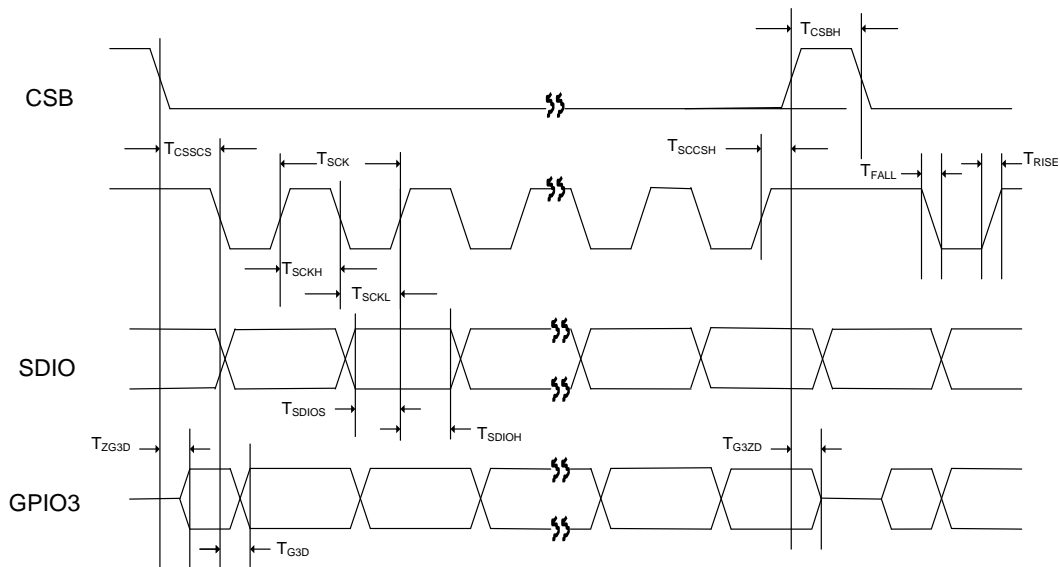 T_CSBH
CSB
T_CSSCS
T_SCK
T_SCCSH
T_FALL
T_RISE
T_SCKH
T_SCKL
SDIO
T_SDIOS
T_SDIOH
T_ZG3D
T_G3ZD
GPIO3
T_G3D